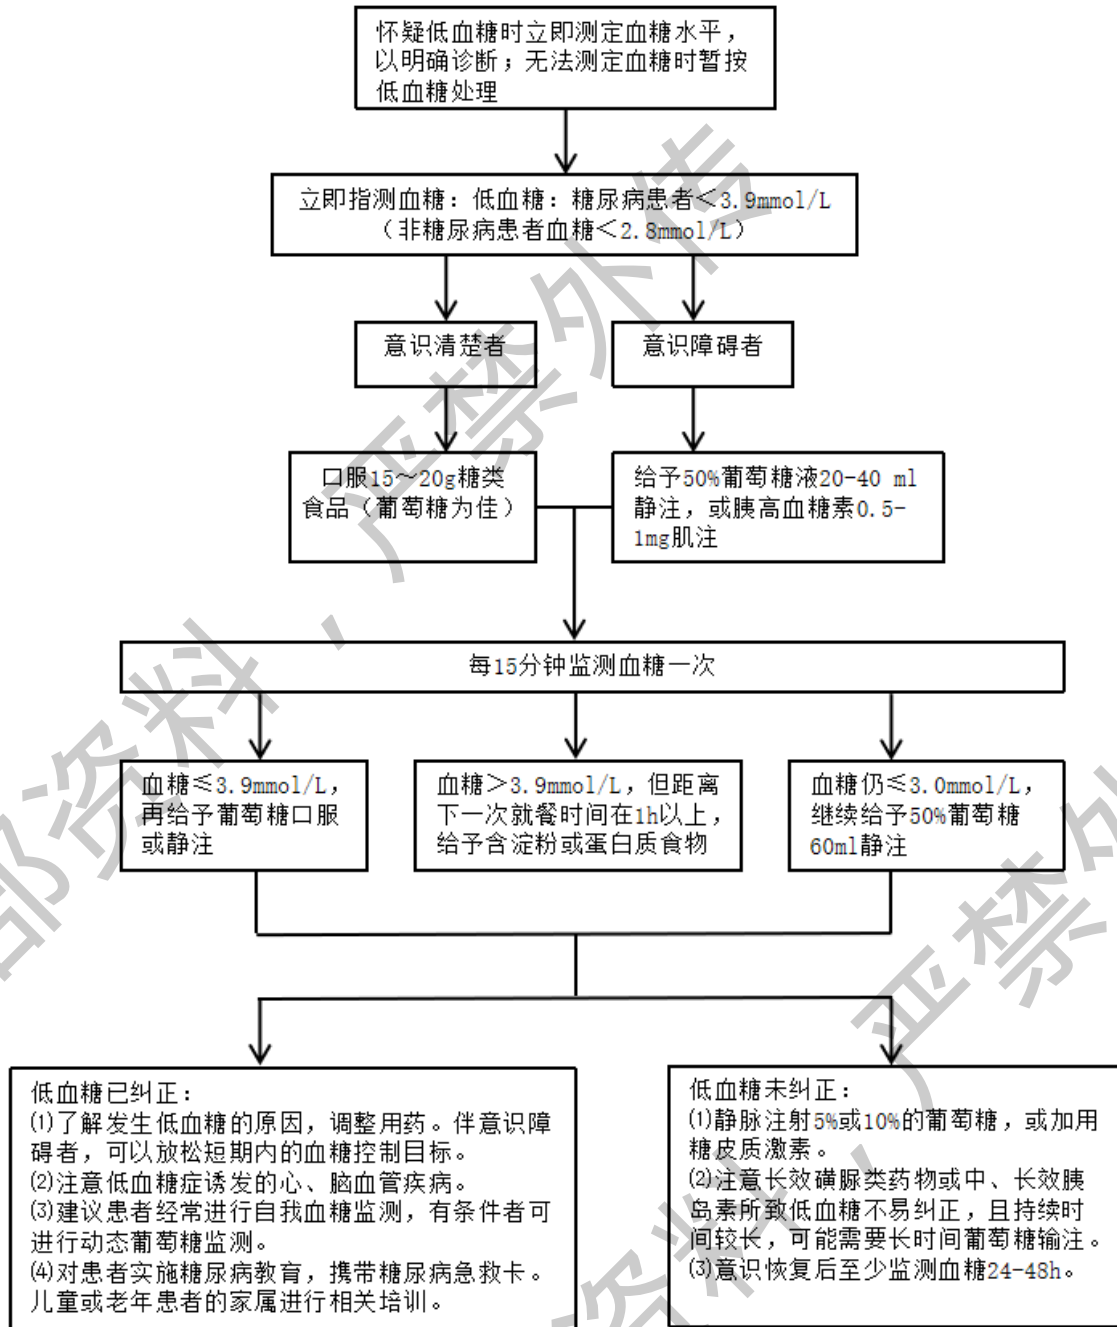 怀疑低血糖时立即测定血糖水平，
以明确诊断；无法测定血糖时暂按
低血糖处理
立即指测血糖：低血糖：糖尿病患者＜3.9mmol/L
（非糖尿病患者血糖＜2.8mmol/L）
意识清楚者
意识障碍者
口服15～20g糖类
食品（葡萄糖为佳）
给予50%葡萄糖液20-40 ml
静注，或胰高血糖素0.5-
1mg肌注
每15分钟监测血糖一次
血糖≤3.9mmol/L，
再给予葡萄糖口服
或静注
血糖＞3.9mmol/L，但距离
下一次就餐时间在1h以上，
给予含淀粉或蛋白质食物
血糖仍≤3.0mmol/L，
继续给予50%葡萄糖
60ml静注
低血糖已纠正：
⑴了解发生低血糖的原因，调整用药。伴意识障
碍者，可以放松短期内的血糖控制目标。
⑵注意低血糖症诱发的心、脑血管疾病。
⑶建议患者经常进行自我血糖监测，有条件者可
进行动态葡萄糖监测。
⑷对患者实施糖尿病教育，携带糖尿病急救卡。
儿童或老年患者的家属进行相关培训。
低血糖未纠正：
⑴静脉注射5%或10%的葡萄糖，或加用
糖皮质激素。
⑵注意长效磺脲类药物或中、长效胰
岛素所致低血糖不易纠正，且持续时
间较长，可能需要长时间葡萄糖输注。
⑶意识恢复后至少监测血糖24-48h。
部资料，严禁外传
资料，严禁外